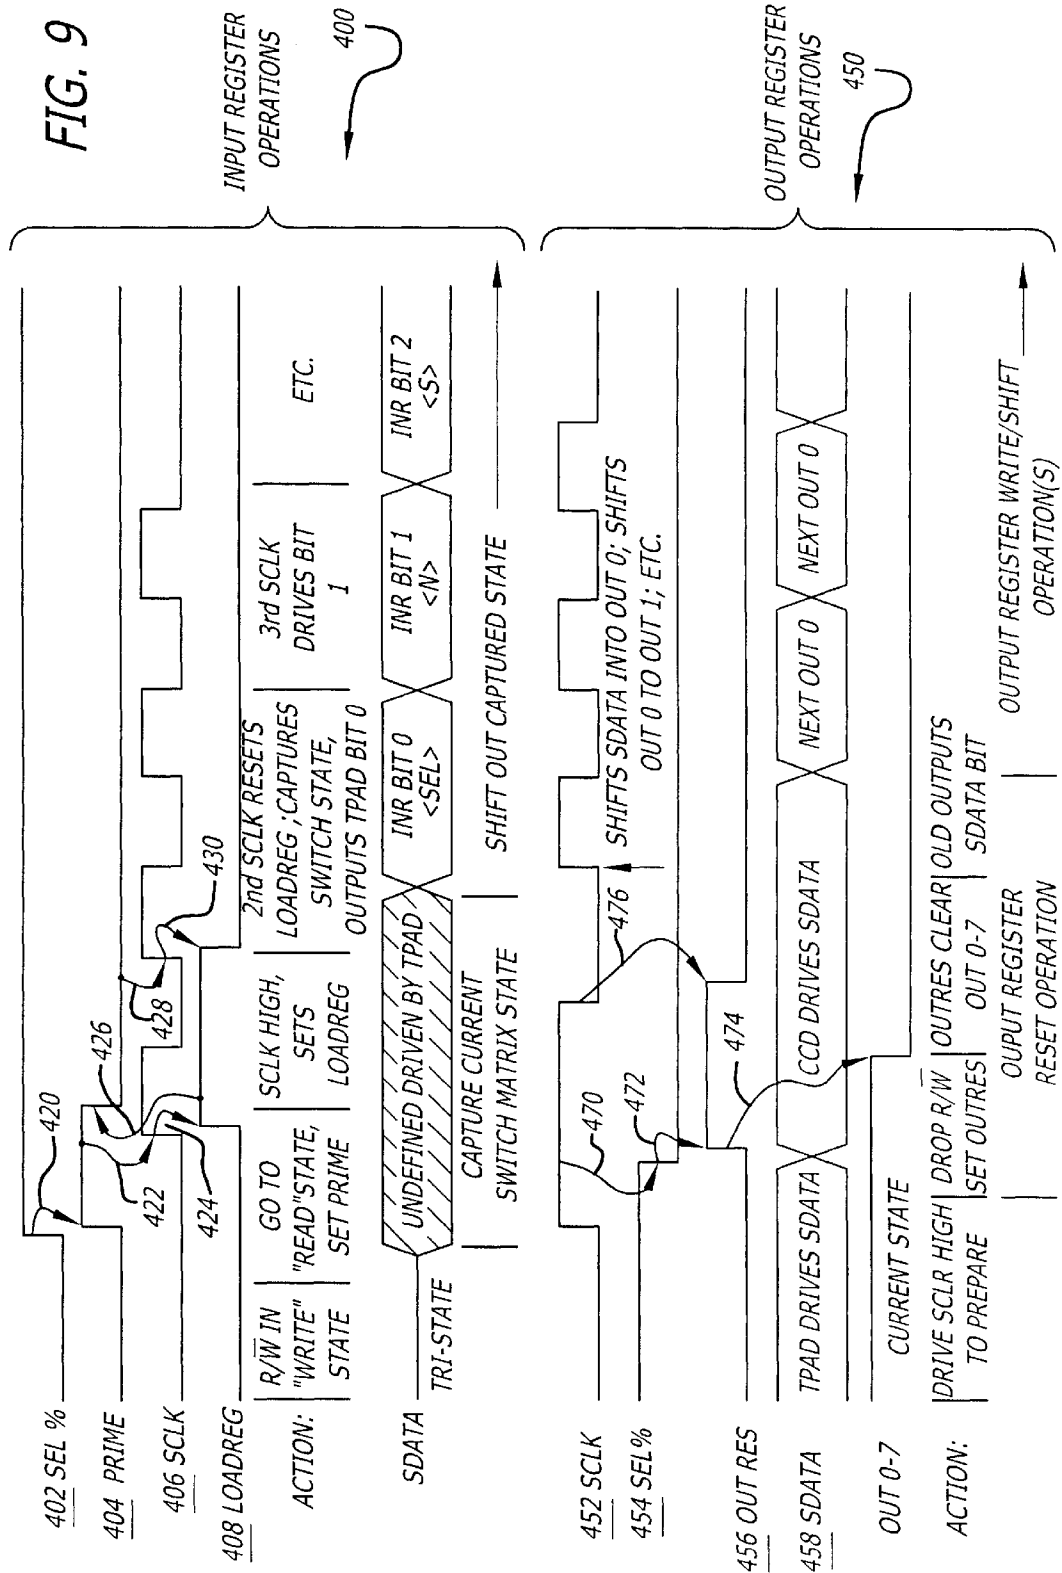 FIG. 9
INPUT REGISTER
OPERATIONS
400
402 SEL %
404 PRIME
406 SCLK
408 LOADREG
420
422
424
426
428
430
ACTION:
R/W IN
"WRITE"
STATE
GO TO
"READ"STATE,
SET PRIME
SCLK HIGH,
SETS
LOADREG
2nd SCLK RESETS
LOADREG ;CAPTURES
SWITCH STATE,
OUTPUTS TPAD BIT 0
3rd SCLK
DRIVES BIT
1
ETC.
SDATA
TRI-STATE
UNDEFINED DRIVEN BY TPAD
INR BIT 0
<SEL>
INR BIT 1
<N>
INR BIT 2
<S>
CAPTURE CURRENT
SWITCH MATRIX STATE
SHIFT OUT CAPTURED STATE
OUTPUT REGISTER
OPERATIONS
450
452 SCLK
454 SEL%
456 OUT RES
458 SDATA
OUT 0-7
470
472
474
476
SHIFTS SDATA INTO OUT 0; SHIFTS
OUT 0 TO OUT 1; ETC.
TPAD DRIVES SDATA
CCD DRIVES SDATA
NEXT OUT 0
NEXT OUT 0
CURRENT STATE
ACTION:
DRIVE SCLR HIGH
TO PREPARE
DROP R/W
SET OUTRES
OUTRES CLEAR
OUT 0-7
OLD OUTPUTS
SDATA BIT
OUPUT REGISTER
RESET OPERATION
OUTPUT REGISTER WRITE/SHIFT
OPERATION(S)